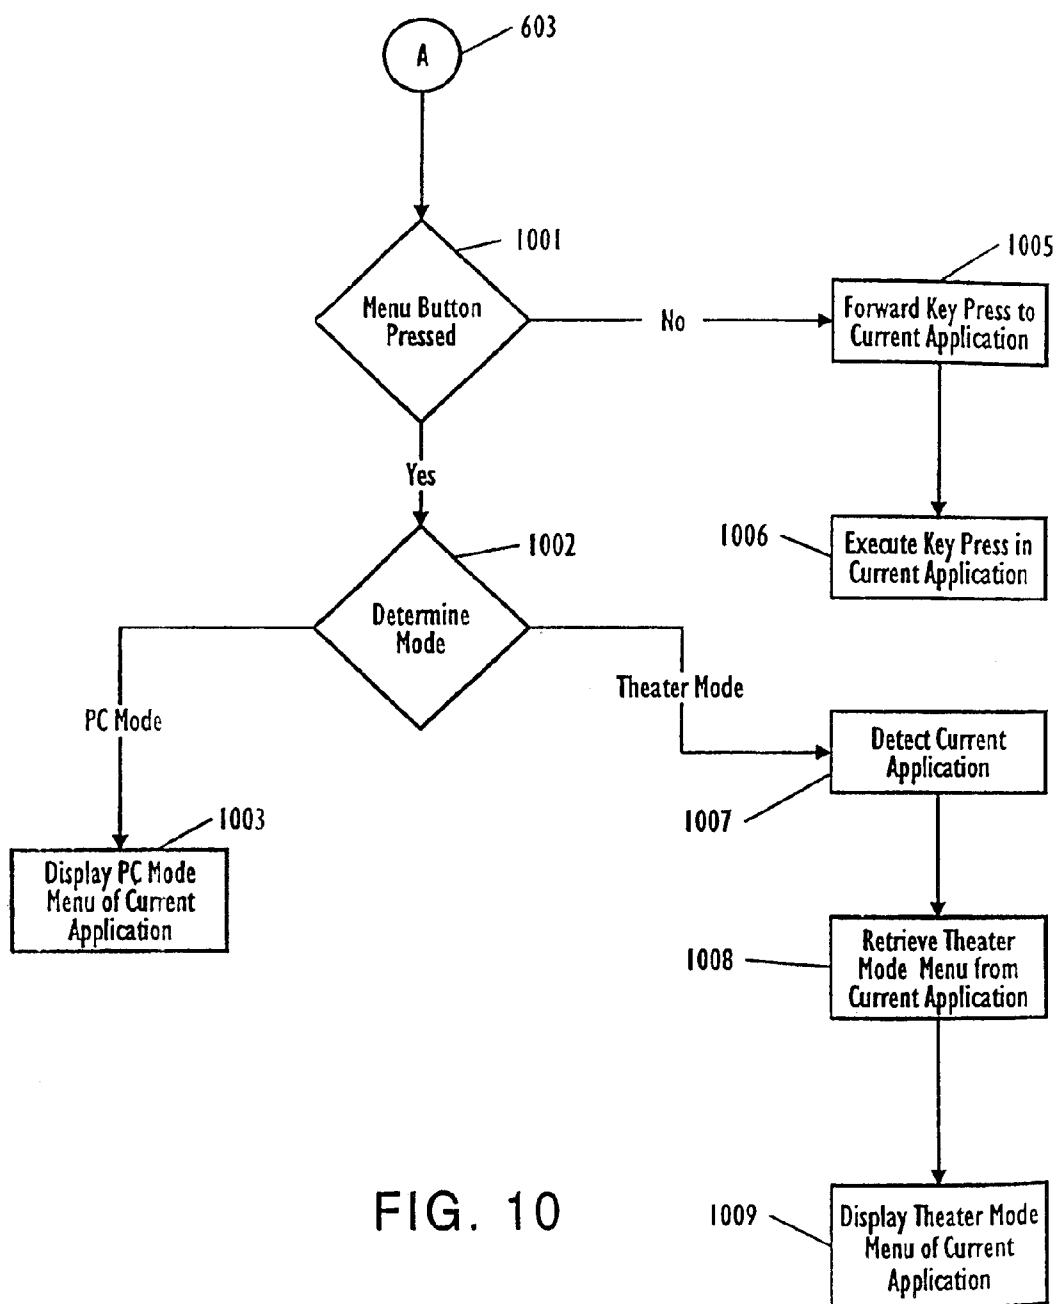 603
A
1001
Menu Button
Pressed
No
1005
Forward Key Press to
Current Application
Yes
1006
Execute Key Press in
Current Application
1002
Determine
Mode
PC Mode
Theater Mode
1003
Display PC Mode
Menu of Current
Application
Detect Current
Application
1007
1008
Retrieve Theater
Mode Menu from
Current Application
1009
Display Theater Mode
Menu of Current
Application
FIG. 10